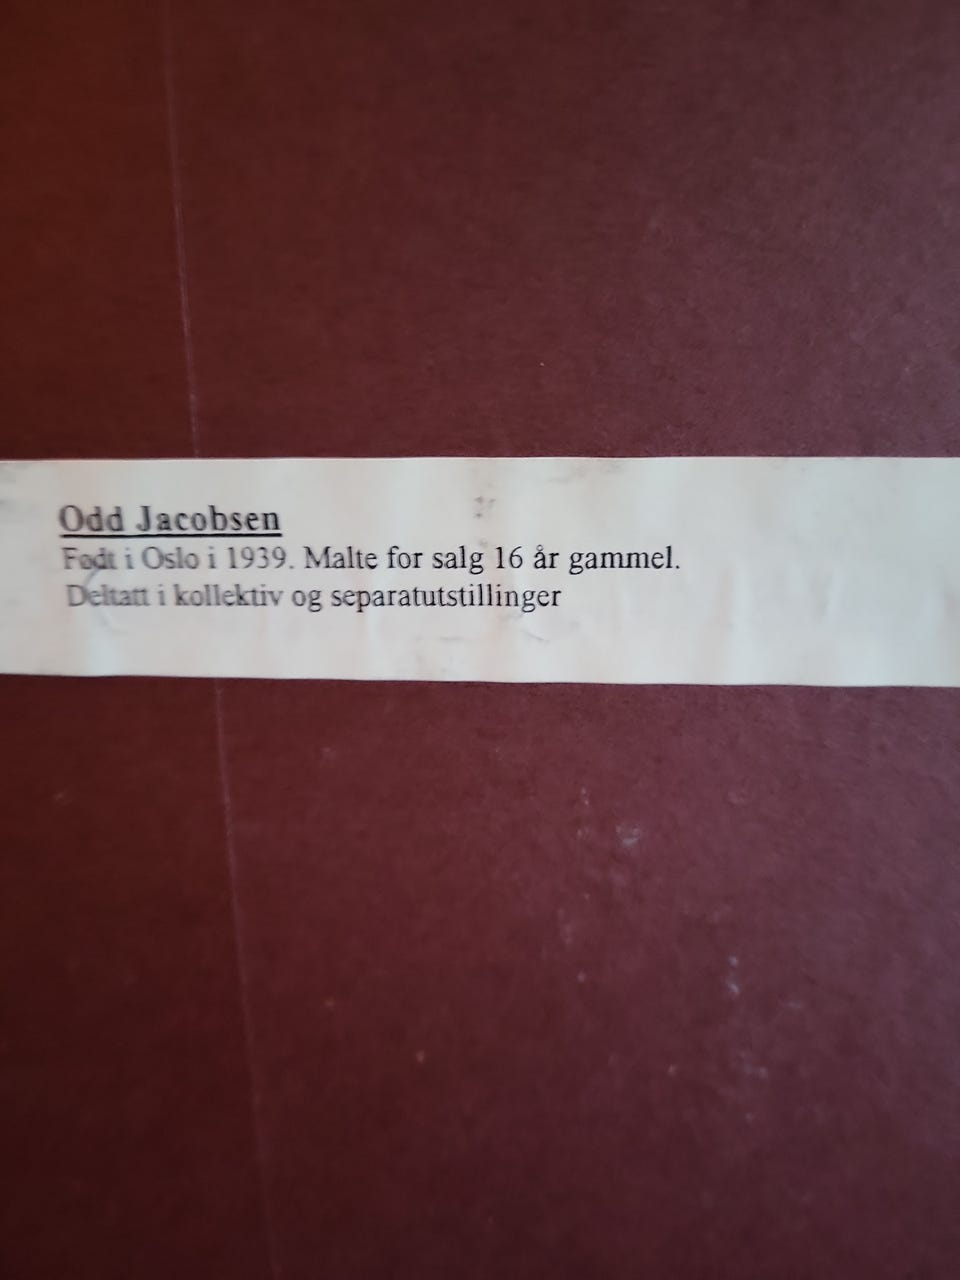 Odd Jacobsen
Født i Oslo i 1939. Malte for salg 16 år gammel.
Deltatt i kollektiv og separatutstillinger